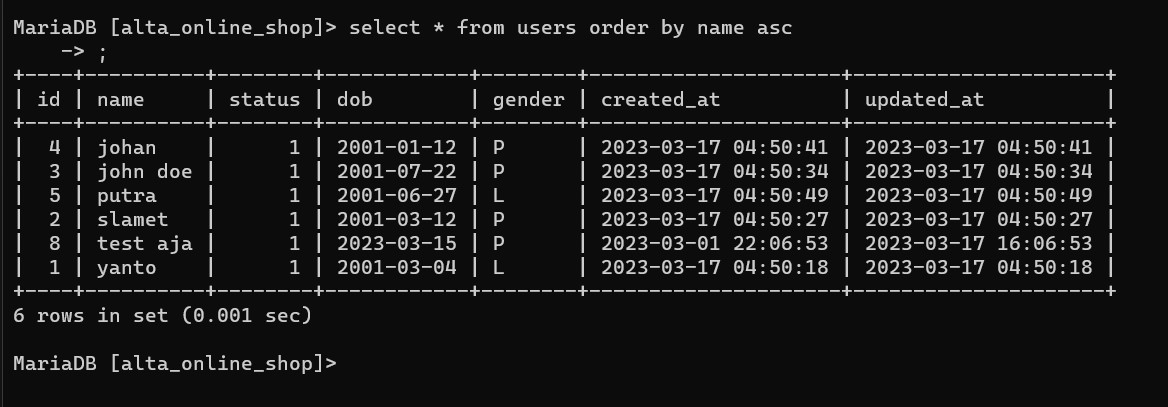 MariaDB [alta_online_shop]> select * from users order by name asc
    -> ;
+----+----------+--------+------------+--------+---------------------+---------------------+
| id | name     | status | dob        | gender | created_at          | updated_at          |
+----+----------+--------+------------+--------+---------------------+---------------------+
|  4 | johan    |      1 | 2001-01-12 | P      | 2023-03-17 04:50:41 | 2023-03-17 04:50:41 |
|  3 | john doe |      1 | 2001-07-22 | P      | 2023-03-17 04:50:34 | 2023-03-17 04:50:34 |
|  5 | putra    |      1 | 2001-06-27 | L      | 2023-03-17 04:50:49 | 2023-03-17 04:50:49 |
|  2 | slamet   |      1 | 2001-03-12 | P      | 2023-03-17 04:50:27 | 2023-03-17 04:50:27 |
|  8 | test aja |      1 | 2023-03-15 | P      | 2023-03-01 22:06:53 | 2023-03-17 16:06:53 |
|  1 | yanto    |      1 | 2001-03-04 | L      | 2023-03-17 04:50:18 | 2023-03-17 04:50:18 |
+----+----------+--------+------------+--------+---------------------+---------------------+
6 rows in set (0.001 sec)

MariaDB [alta_online_shop]>